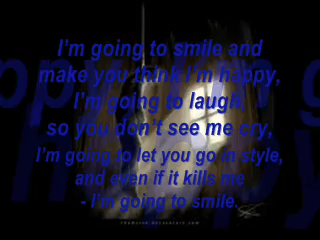 I'm going to smile and
make you think I'm happy,
I'm going to laugh,
so you don't see me cry,
I'm going to let you go in style,
and even if it kills me
- I'm going to smile.